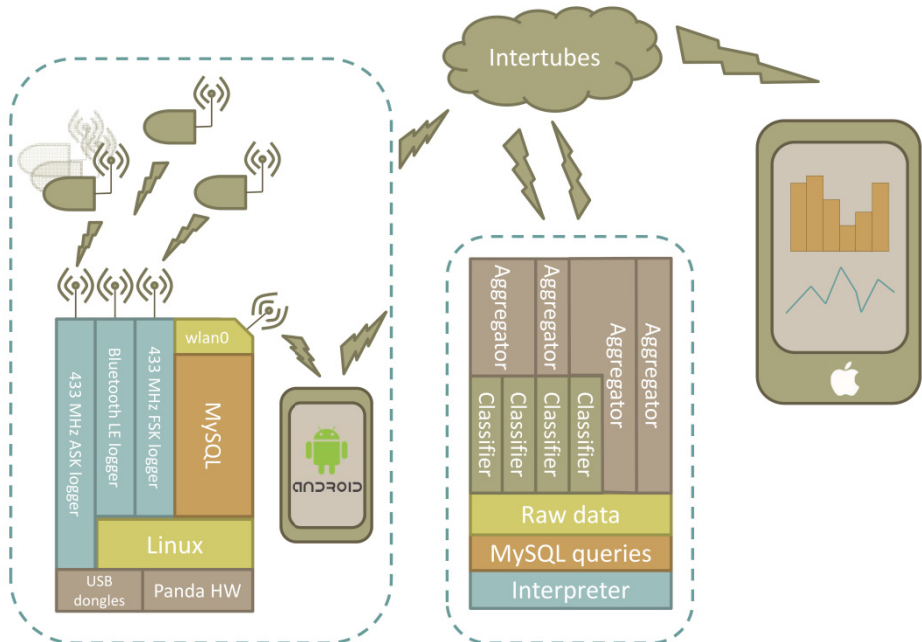 Intertubes
wlan0
433 MHz ASK logger
Bluetooth LE logger
433 MHz FSK logger
MySQL
Linux
USB
dongles
Panda HW
ANDROID
Aggregator
Aggregator
Aggregator
Aggregator
Classifier
Classifier
Classifier
Classifier
Raw data
MySQL queries
Interpreter